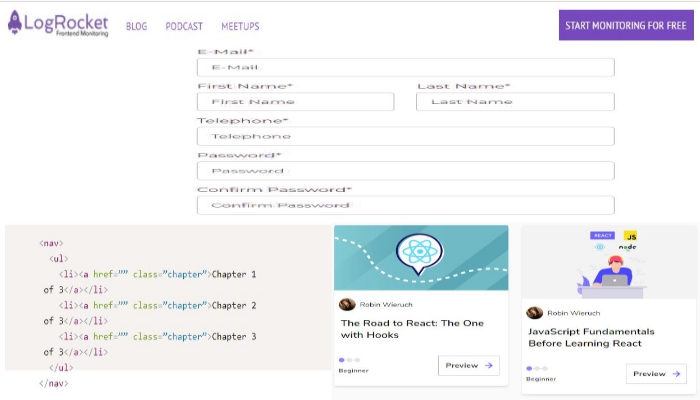 LogRocket
Frontend Monitoring
BLOG PODCAST MEETUPS
START MONITORING FOR FREE
E-Mail*
E-Mail
First Name* Last Name*
First Name Last Name
Telephone*
Telephone
Password*
Password
Confirm Password*
Confirm Password
<nav>
<ul>
<li><a href="" class="chapter">Chapter 1
of 3</a></li>
<li><a href="" class="chapter">Chapter 2
of 3</a></li>
<li><a href="" class="chapter">Chapter 3
of 3</a></li>
</ul>
</nav>
Robin Wieruch
The Road to React: The One
with Hooks
Beginner
Preview
REACT JS
node
Robin Wieruch
JavaScript Fundamentals
Before Learning React
Beginner
Preview